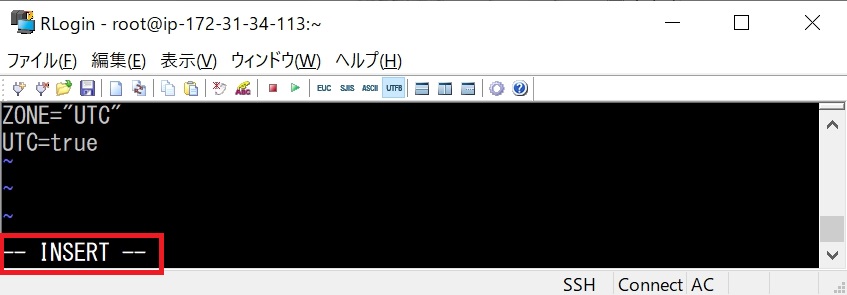 RLogin - root@ip-172-31-34-113:~
ファイル(F) 編集(E) 表示(V) ウィンドウ(W) ヘルプ(H)
ABC EUC SJIS ASCII UTF8
ZONE="UTC"
UTC=true
~
~
~
-- INSERT --
SSH Connect AC